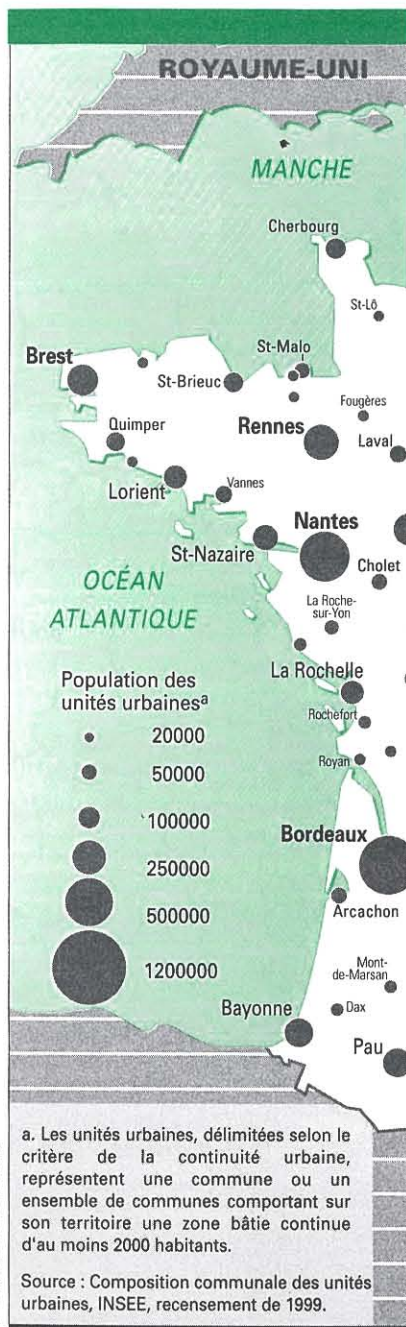 ROYAUME-UNI
MANCHE
Cherbourg
St-Lô
St-Malo
Brest
St-Brieuc
Fougères
Quimper
Rennes
Laval
Lorient
Vannes
Nantes
St-Nazaire
Cholet
OCÉAN
ATLANTIQUE
La Roche-
sur-Yon
La Rochelle
Population des
unités urbainesa
Rochefort
20000
Royan
50000
100000
Bordeaux
250000
500000
Arcachon
1200000
Mont-
de-Marsan
Bayonne
Dax
Pau
a. Les unités urbaines, délimitées selon le
critère de la continuité urbaine,
représentent une commune ou un
ensemble de communes comportant sur
son territoire une zone bâtie continue
d'au moins 2000 habitants.
Source : Composition communale des unités
urbaines, INSEE, recensement de 1999.